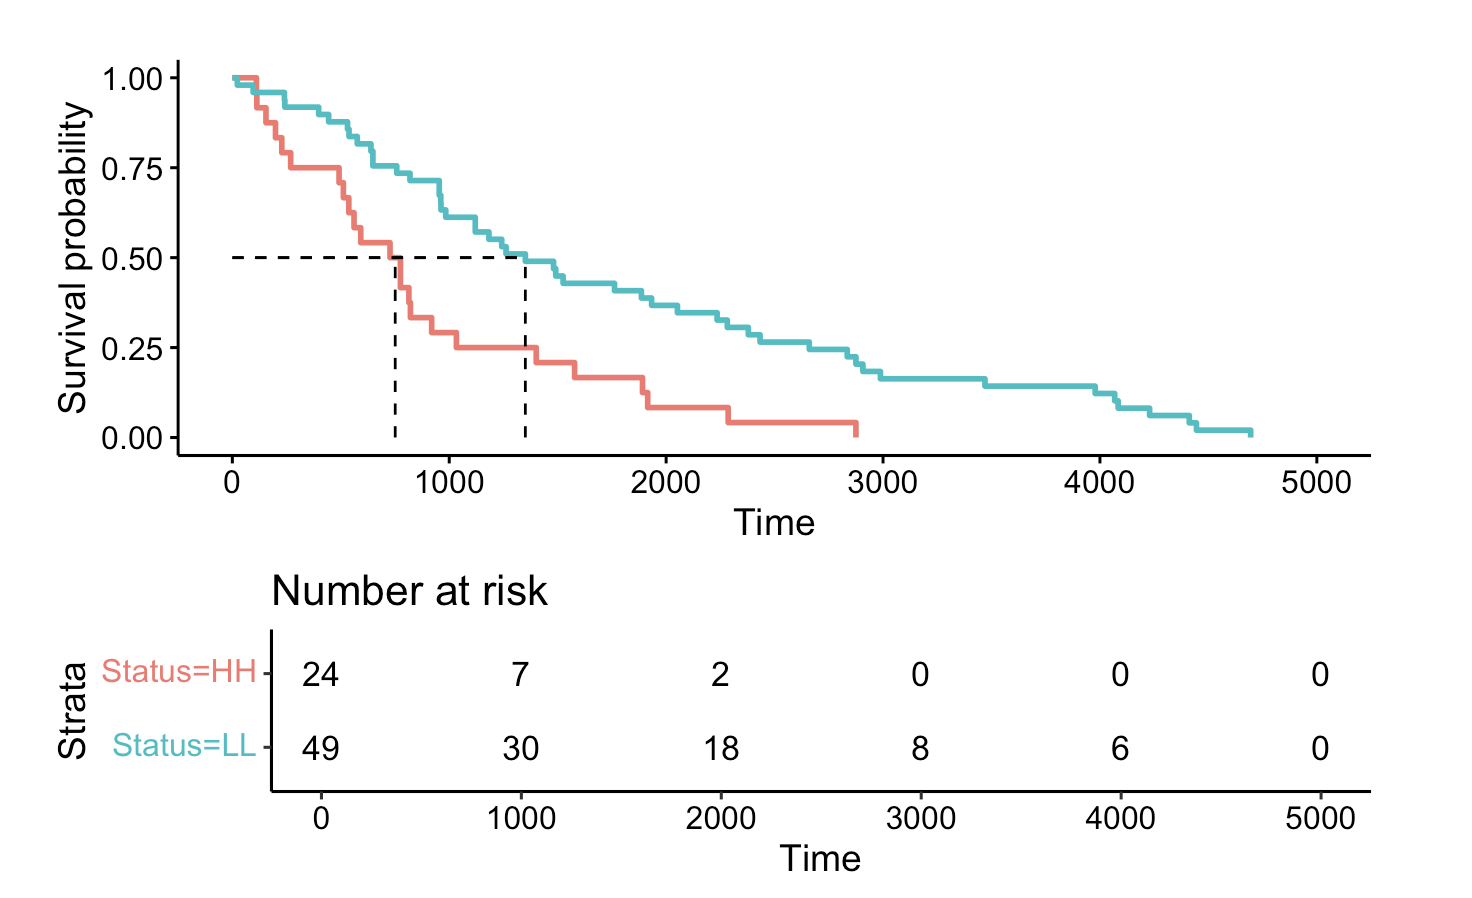 Survival probability
1.00
0.75
0.50
0.25
0.00
0 1000 2000 3000 4000 5000
Time
Number at risk
Strata
Status=HH 24 7 2 0 0 0
Status=LL 49 30 18 8 6 0
0 1000 2000 3000 4000 5000
Time